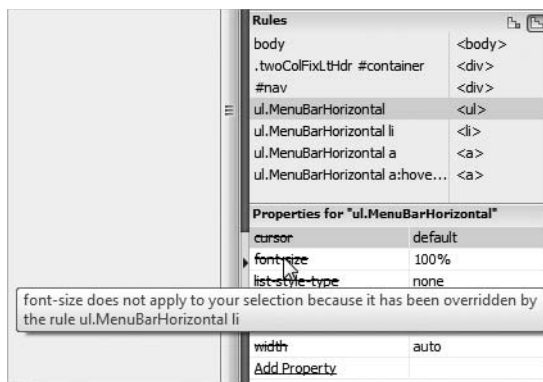 Rules
body <body>
.twoColFixLtHdr #container <div>
#nav <div>
ul.MenuBarHorizontal <ul>
ul.MenuBarHorizontal li <li>
ul.MenuBarHorizontal a <a>
ul.MenuBarHorizontal a:hove... <a>
Properties for "ul.MenuBarHorizontal"
cursor default
font-size 100%
list-style-type none
font-size does not apply to your selection because it has been overridden by
the rule ul.MenuBarHorizontal li
width auto
Add Property